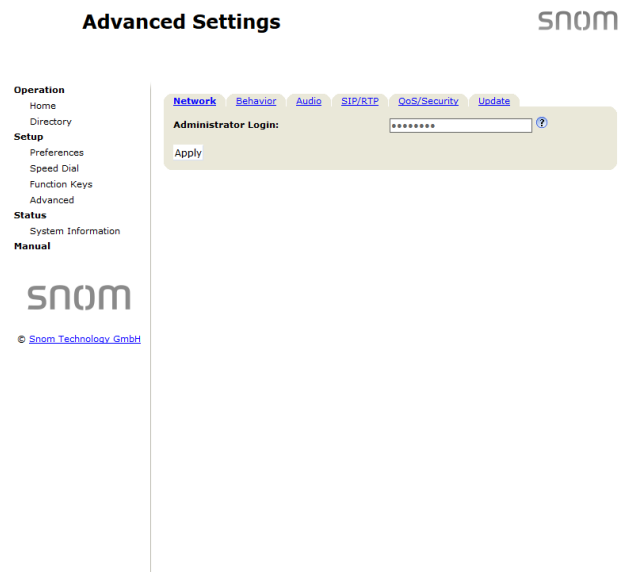 Advanced Settings
snom
Operation
Home
Directory
Setup
Preferences
Speed Dial
Function Keys
Advanced
Status
System Information
Manual
snom
© Snom Technology GmbH
Network Behavior Audio SIP/RTP QoS/Security Update
Administrator Login: •••••••• ?
Apply